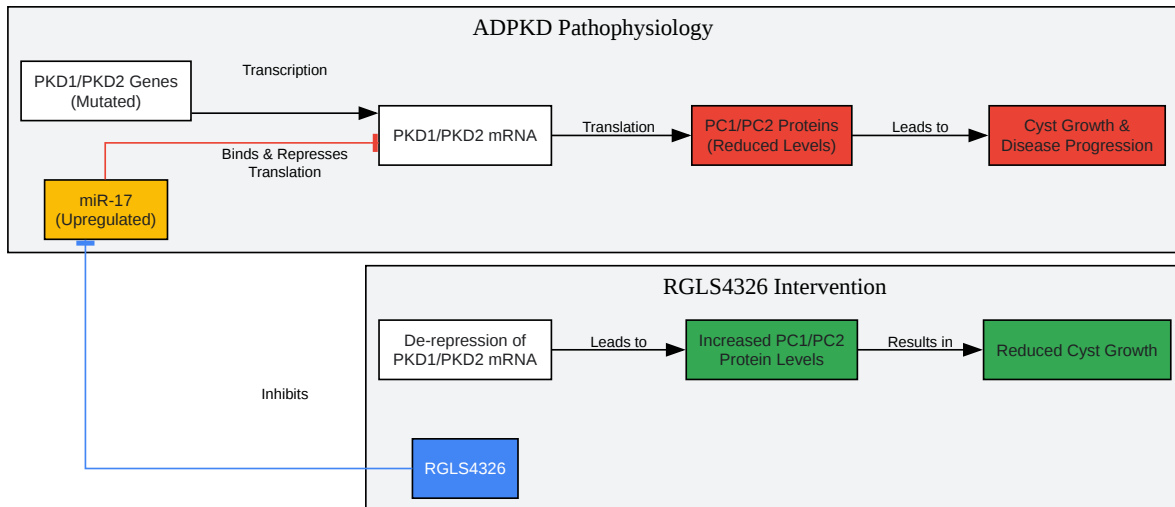 ADPKD Pathophysiology
PKD1/PKD2 Genes
(Mutated)
Transcription
PKD1/PKD2 mRNA
Translation
PC1/PC2 Proteins
(Reduced Levels)
Leads to
Cyst Growth &
Disease Progression
Binds & Represses
Translation
miR-17
(Upregulated)
RGLS4326 Intervention
De-repression of
PKD1/PKD2 mRNA
Leads to
Increased PC1/PC2
Protein Levels
Results in
Reduced Cyst Growth
Inhibits
RGLS4326